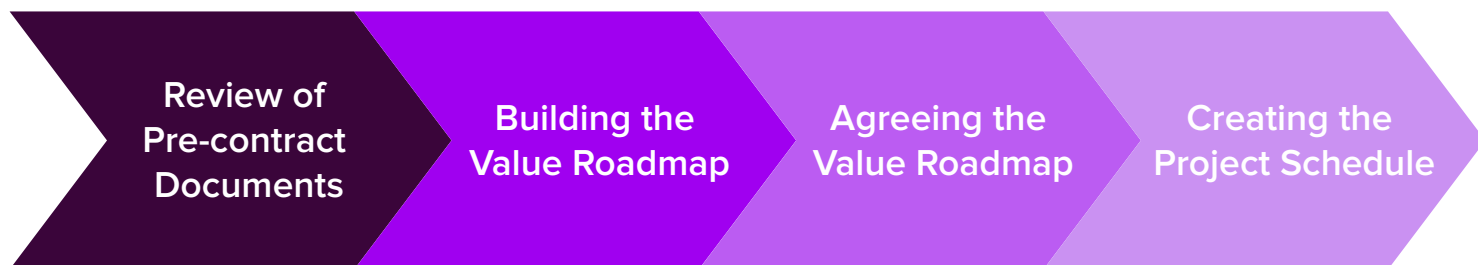 Review of
Pre-contract
Documents
Building the
Value Roadmap
Agreeing the
Value Roadmap
Creating the
Project Schedule